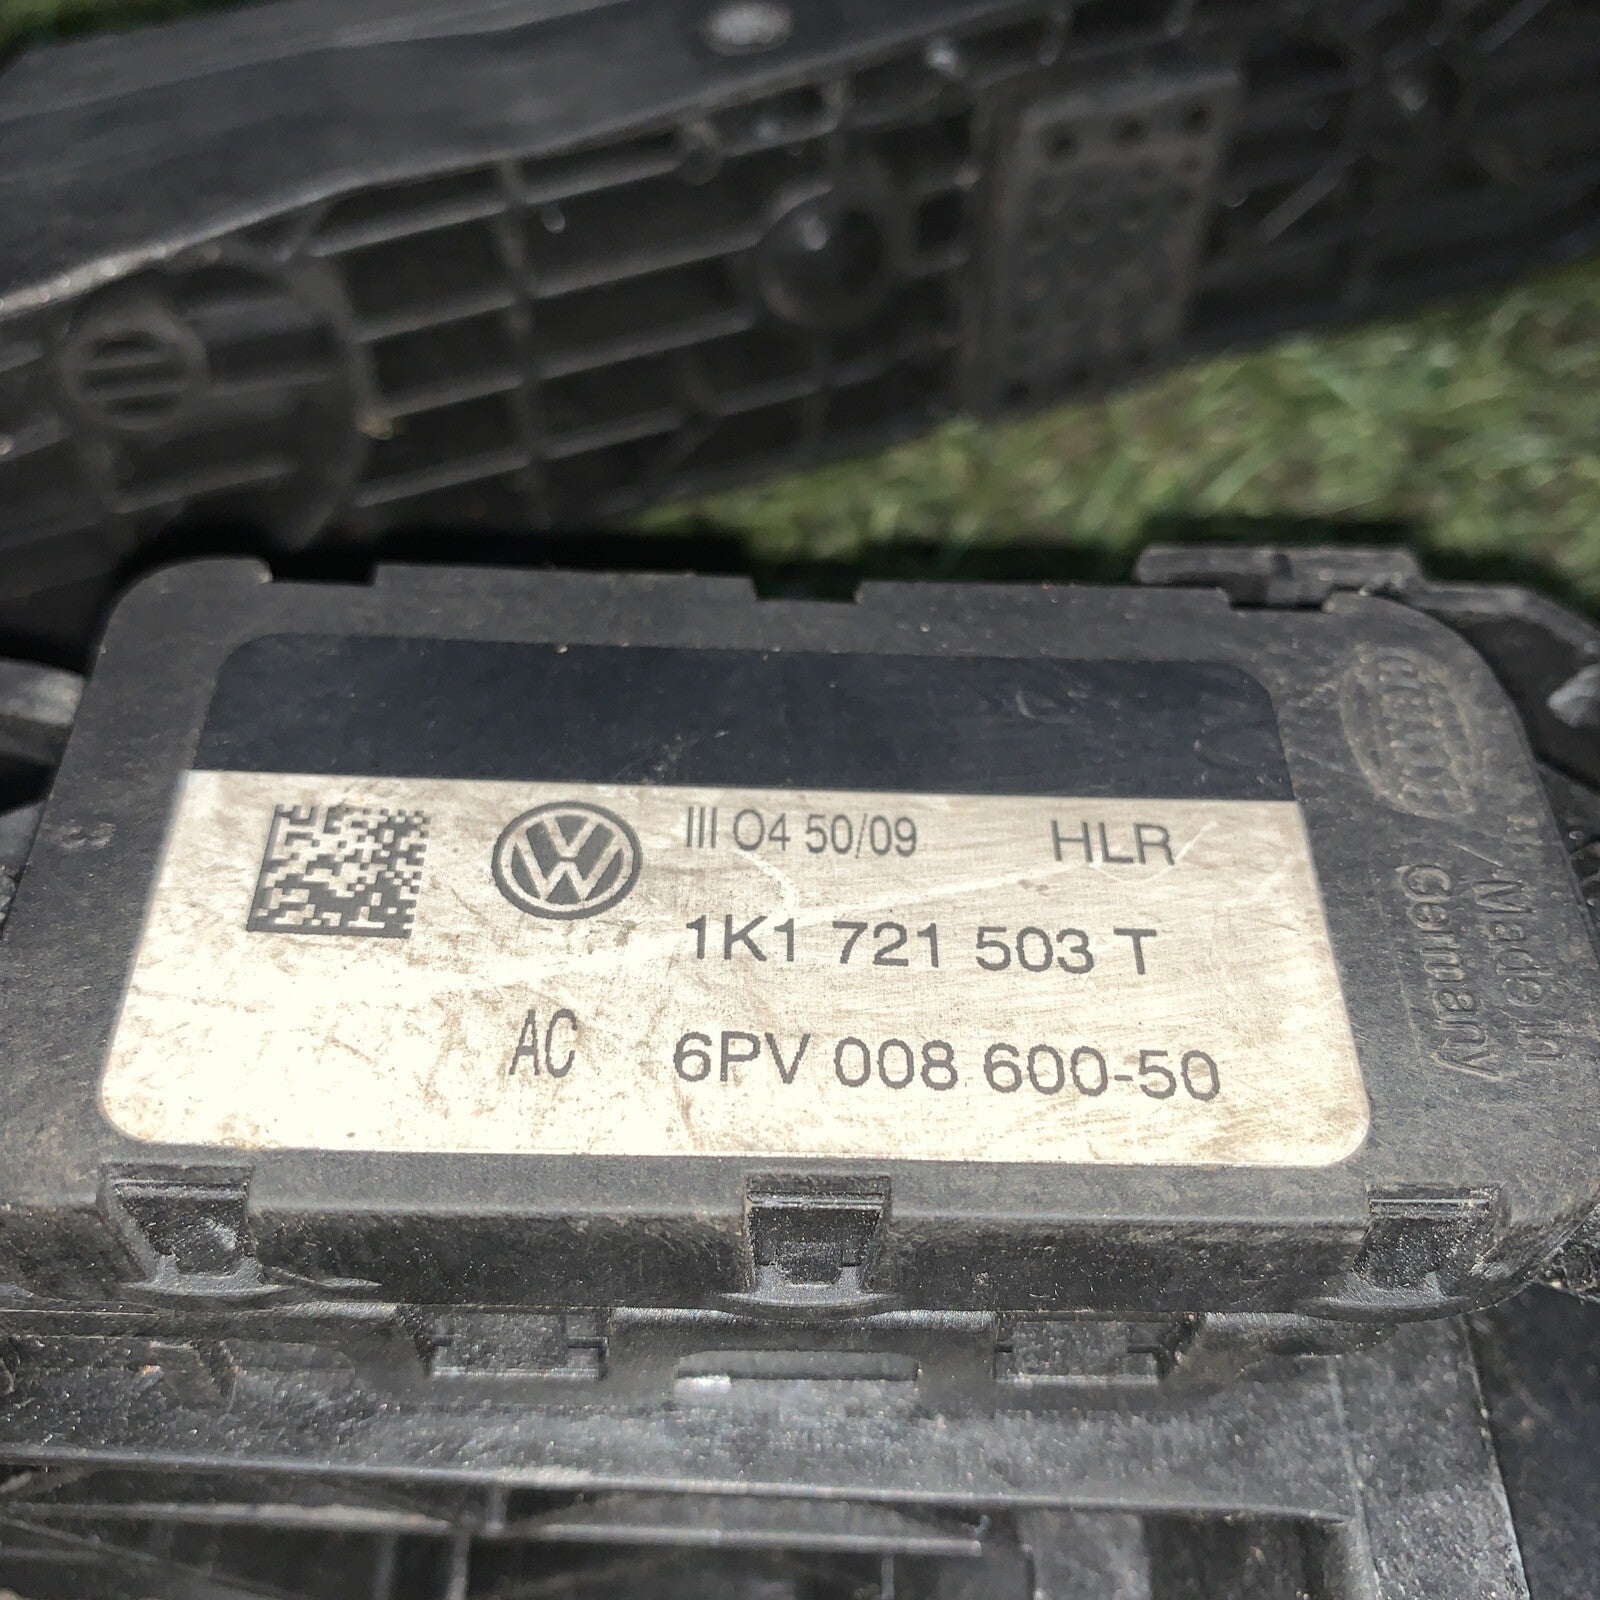 III O4 50/09 HLR
1K1 721 503 T
AC 6PV 008 600-50
Made in
Germany